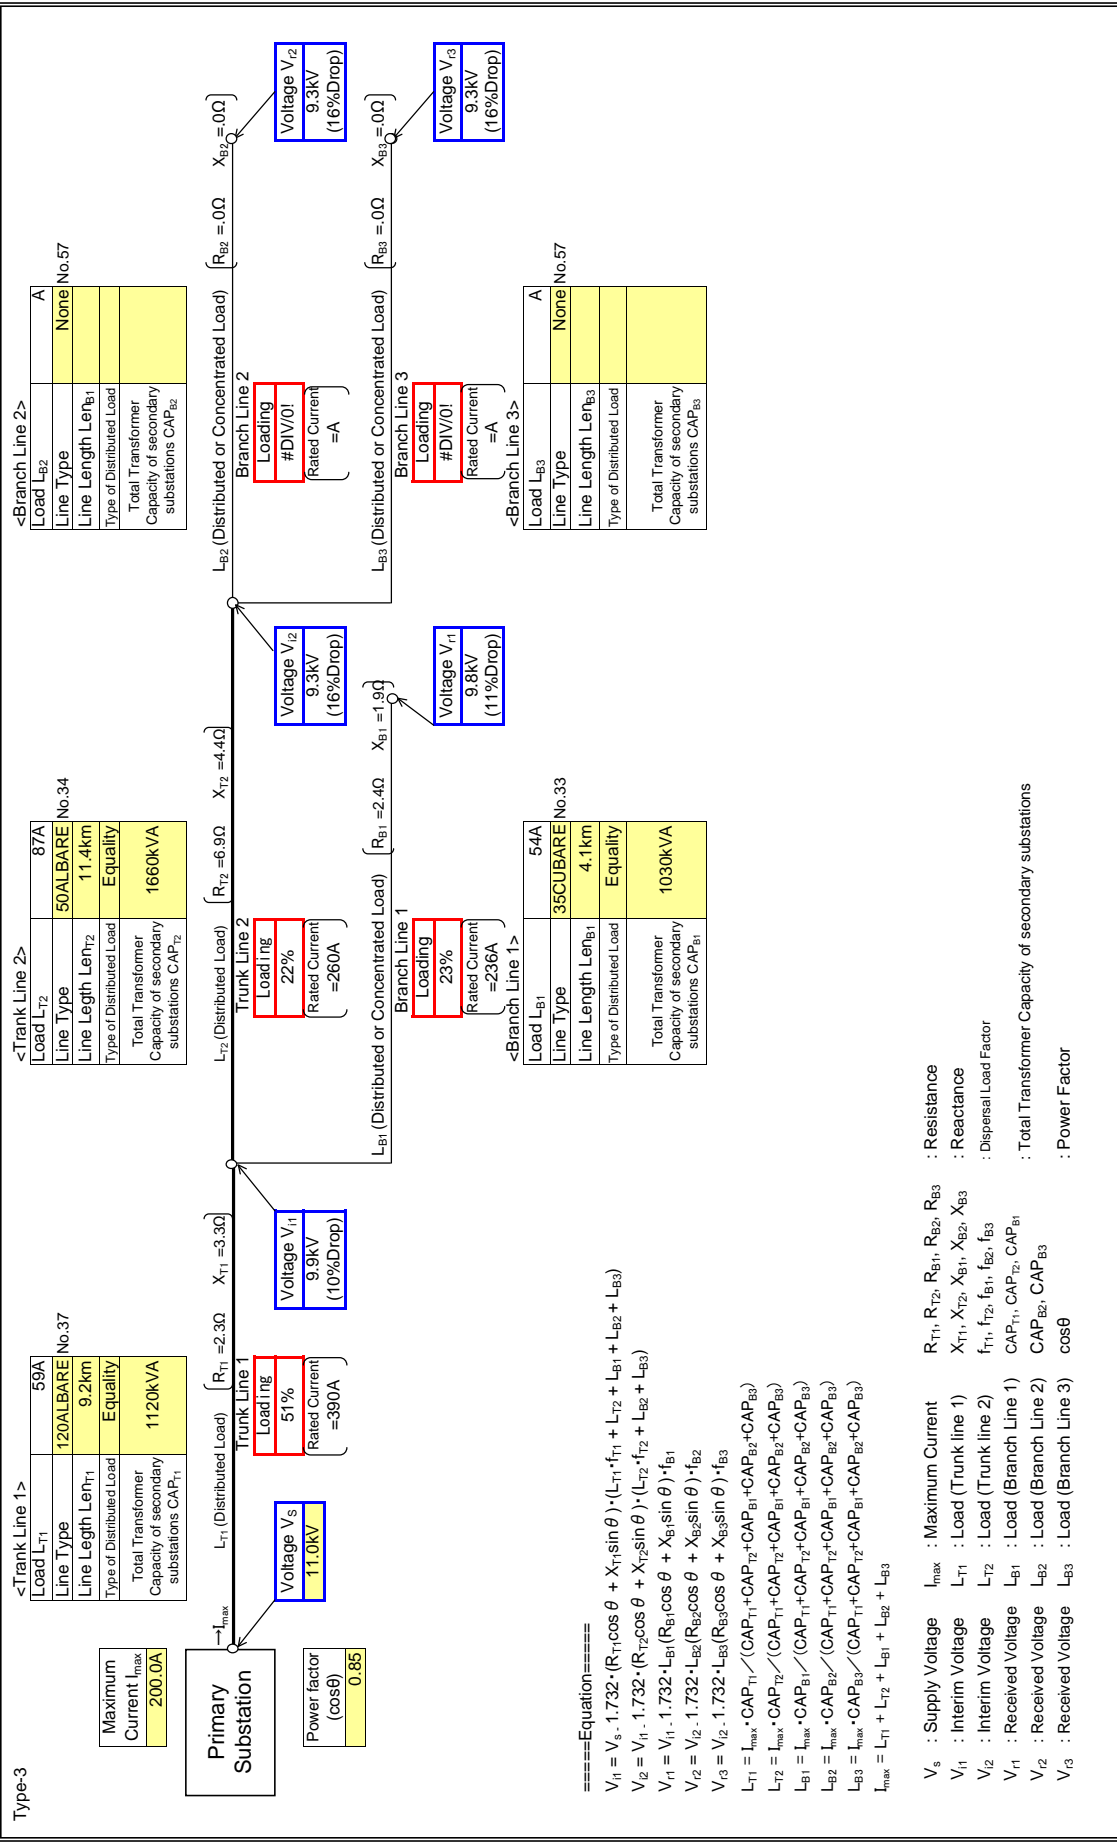 Type-3
Maximum
Current Imax
200.0A
Primary
Substation
Power factor
(cosθ)
0.85
→Imax
Voltage VS
11.0kV
<Trank Line 1>
Load LT1 59A
Line Type 120ALBARE No.37
Line Legth LenT1 9.2km
Type of Distributed Load Equality
Total Transformer
Capacity of secondary
substations CAPT1
1120kVA
LT1 (Distributed Load) RT1 =2.3Ω XT1 =3.3Ω
Trunk Line 1
Loading
51%
Rated Current
=390A
Voltage Vi1
9.9kV
(10%Drop)
<Trank Line 2>
Load LT2 87A
Line Type 50ALBARE No.34
Line Legth LenT2 11.4km
Type of Distributed Load Equality
Total Transformer
Capacity of secondary
substations CAPT2
1660kVA
LT2 (Distributed Load) RT2 =6.9Ω XT2 =4.4Ω
Trunk Line 2
Loading
22%
Rated Current
=260A
Voltage Vi2
9.3kV
(16%Drop)
LB1 (Distributed or Concentrated Load) RB1 =2.4Ω XB1 =1.9Ω
Branch Line 1
Loading
23%
Rated Current
=236A
Voltage Vr1
9.8kV
(11%Drop)
<Branch Line 1>
Load LB1 54A
Line Type 35CUBARE No.33
Line Length LenB1 4.1km
Type of Distributed Load Equality
Total Transformer
Capacity of secondary
substations CAPB1
1030kVA
<Branch Line 2>
Load LB2 A
Line Type None No.57
Line Length LenB1
Type of Distributed Load
Total Transformer
Capacity of secondary
substations CAPB2
LB2 (Distributed or Concentrated Load) RB2 =.0Ω XB2 =.0Ω
Branch Line 2
Loading
#DIV/0!
Rated Current
=A
Voltage Vr2
9.3kV
(16%Drop)
LB3 (Distributed or Concentrated Load) RB3 =.0Ω XB3 =.0Ω
Branch Line 3
Loading
#DIV/0!
Rated Current
=A
Voltage Vr3
9.3kV
(16%Drop)
<Branch Line 3>
Load LB3 A
Line Type None No.57
Line Length LenB3
Type of Distributed Load
Total Transformer
Capacity of secondary
substations CAPB3
=====Equation=====
Vi1 = Vs - 1.732・(RT1cos θ + XT1sin θ)・(LT1・fT1 + LT2 + LB1 + LB2 + LB3)
Vi2 = Vi1 - 1.732・(RT2cos θ + XT2sin θ)・(LT2・fT2 + LB2 + LB3)
Vr1 = Vi1 - 1.732・LB1(RB1cos θ + XB1sin θ)・fB1
Vr2 = Vi2 - 1.732・LB2(RB2cos θ + XB2sin θ)・fB2
Vr3 = Vi2 - 1.732・LB3(RB3cos θ + XB3sin θ)・fB3
LT1 = Imax・CAPT1／(CAPT1+CAPT2+CAPB1+CAPB2+CAPB3)
LT2 = Imax・CAPT2／(CAPT1+CAPT2+CAPB1+CAPB2+CAPB3)
LB1 = Imax・CAPB1／(CAPT1+CAPT2+CAPB1+CAPB2+CAPB3)
LB2 = Imax・CAPB2／(CAPT1+CAPT2+CAPB1+CAPB2+CAPB3)
LB3 = Imax・CAPB3／(CAPT1+CAPT2+CAPB1+CAPB2+CAPB3)
Imax = LT1 + LT2 + LB1 + LB2 + LB3
Vs : Supply Voltage Imax : Maximum Current RT1, RT2, RB1, RB2, RB3 : Resistance
Vi1 : Interim Voltage LT1 : Load (Trunk line 1) XT1, XT2, XB1, XB2, XB3 : Reactance
Vi2 : Interim Voltage LT2 : Load (Trunk line 2) fT1, fT2, fB1, fB2, fB3 : Dispersal Load Factor
Vr1 : Received Voltage LB1 : Load (Branch Line 1) CAPT1, CAPT2, CAPB1
Vr2 : Received Voltage LB2 : Load (Branch Line 2) CAPB2, CAPB3 : Total Transformer Capacity of secondary substations
Vr3 : Received Voltage LB3 : Load (Branch Line 3) cosθ : Power Factor